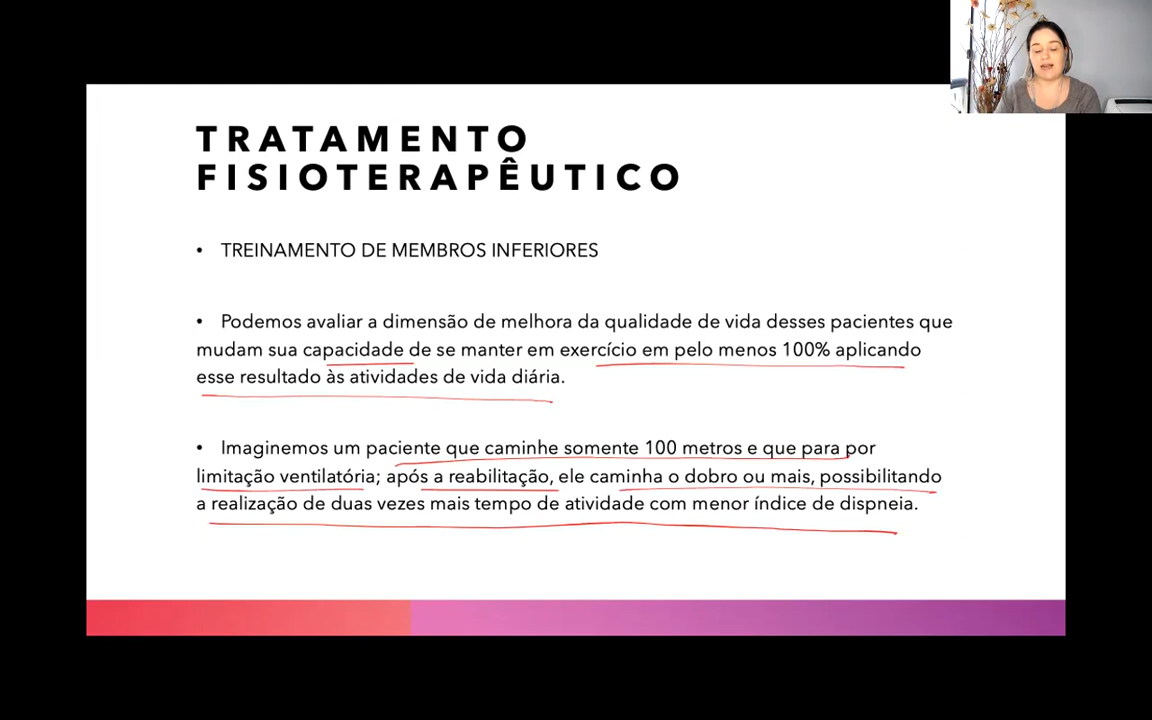 TRATAMENTO
FISIOTERAPÊUTICO
• TREINAMENTO DE MEMBROS INFERIORES
• Podemos avaliar a dimensão de melhora da qualidade de vida desses pacientes que
mudam sua capacidade de se manter em exercício em pelo menos 100% aplicando
esse resultado às atividades de vida diária.
• Imaginemos um paciente que caminhe somente 100 metros e que para por
limitação ventilatória; após a reabilitação, ele caminha o dobro ou mais, possibilitando
a realização de duas vezes mais tempo de atividade com menor índice de dispneia.